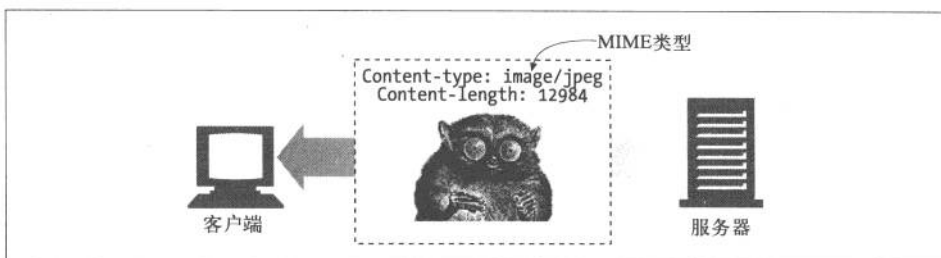 MIME类型
Content-type: image/jpeg
Content-length: 12984
客户端
服务器